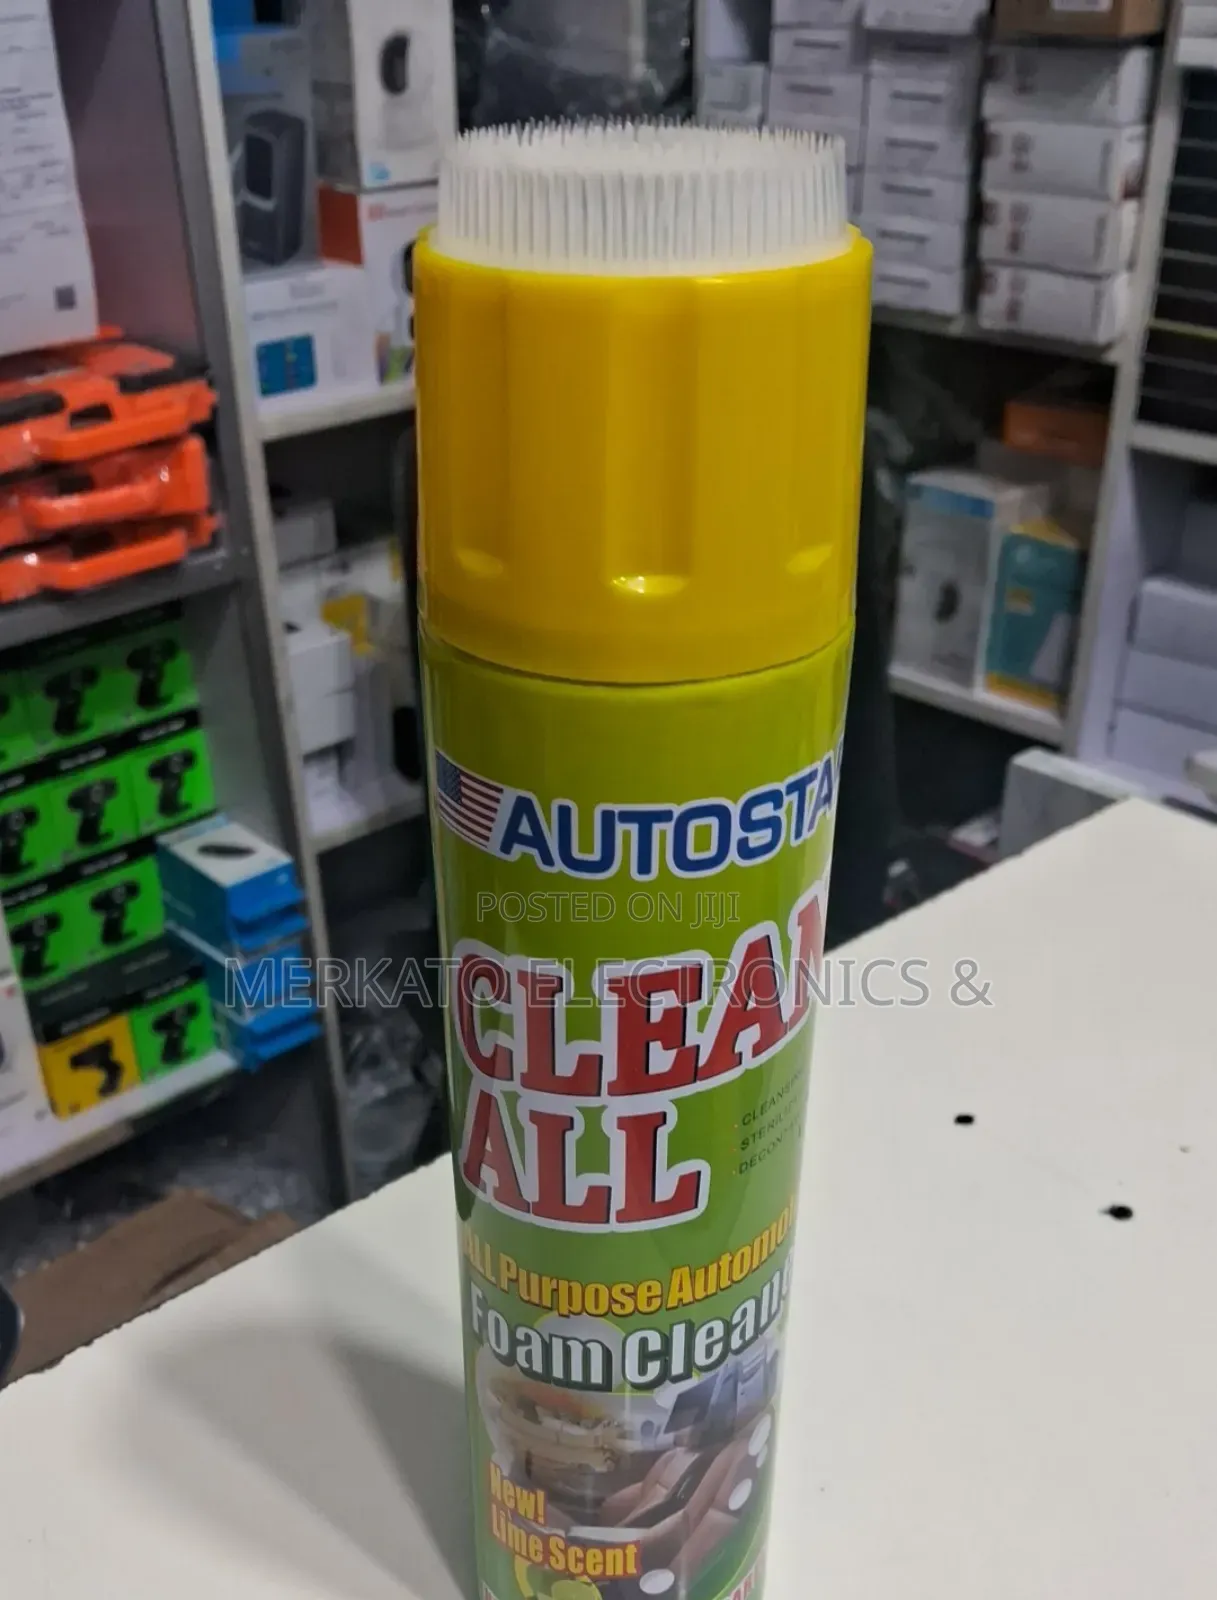 AUTOSTA
POSTED ON JIJI
MERKATO ELECTRONICS &
CLEAN
ALL
ALL Purpose Automo
Foam Clean
New!
Lime Scent